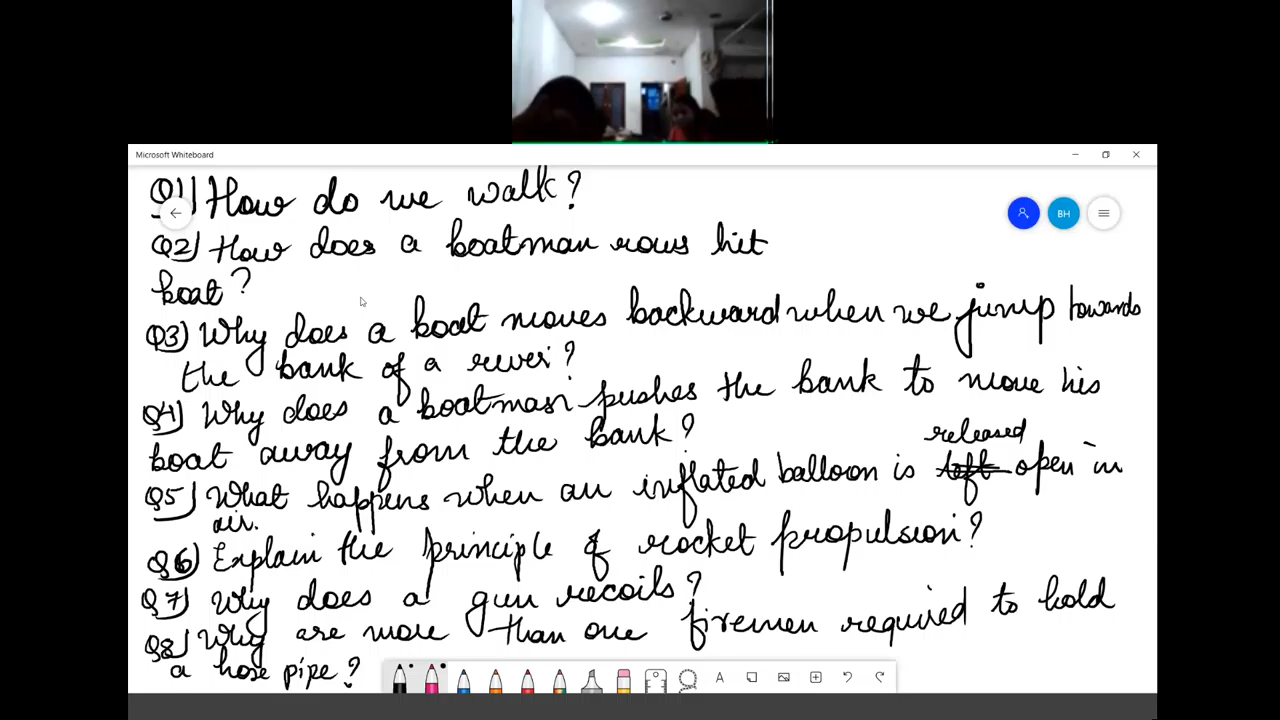 Microsoft Whiteboard
Q1) How do we walk?
BH
Q2) How does a boatman rows hit
boat?
Q3) Why does a boat moves backward when we jump towards
the bank of a river?
Q4) Why does a boatman pushes the bank to move his
boat away from the bank?
released
Q5) What happens when an inflated balloon is left open in
air.
Q6) Explain the principle of rocket propulsion?
Q7) Why does a gun recoils?
Q8) Why are more than one firemen required to hold
a hose pipe?
A